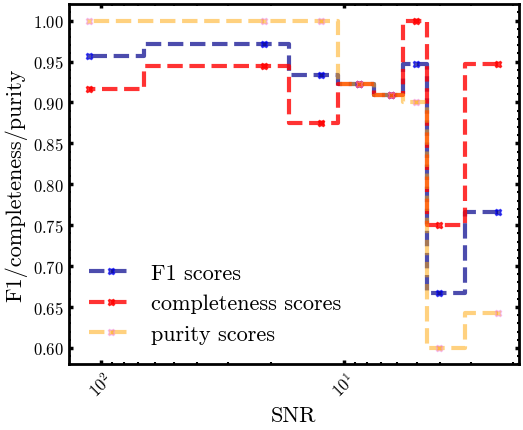 F1/completeness/purity
1.00
0.95
0.90
0.85
0.80
0.75
0.70
0.65
0.60
F1 scores
completeness scores
purity scores
10²
10¹
SNR